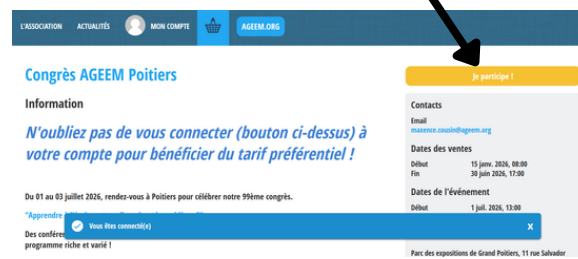 L'ASSOCIATION ACTUALITÉS MON COMPTE AGEEM.ORG
Congrès AGEEM Poitiers
Information
N'oubliez pas de vous connecter (bouton ci-dessus) à
votre compte pour bénéficier du tarif préférentiel !
Du 01 au 03 juillet 2026, rendez-vous à Poitiers pour célébrer notre 99ème congrès.
"Apprendre
Des conféren
programme riche et varié !
Vous êtes connecté(e) X
Je participe !
Contacts
Email
maxence.cousin@ageem.org
Dates des ventes
Début 15 janv. 2026, 08:00
Fin 30 juin 2026, 17:00
Dates de l'événement
Début 1 juil. 2026, 13:00
Parc des expositions de Grand Poitiers, 11 rue Salvador